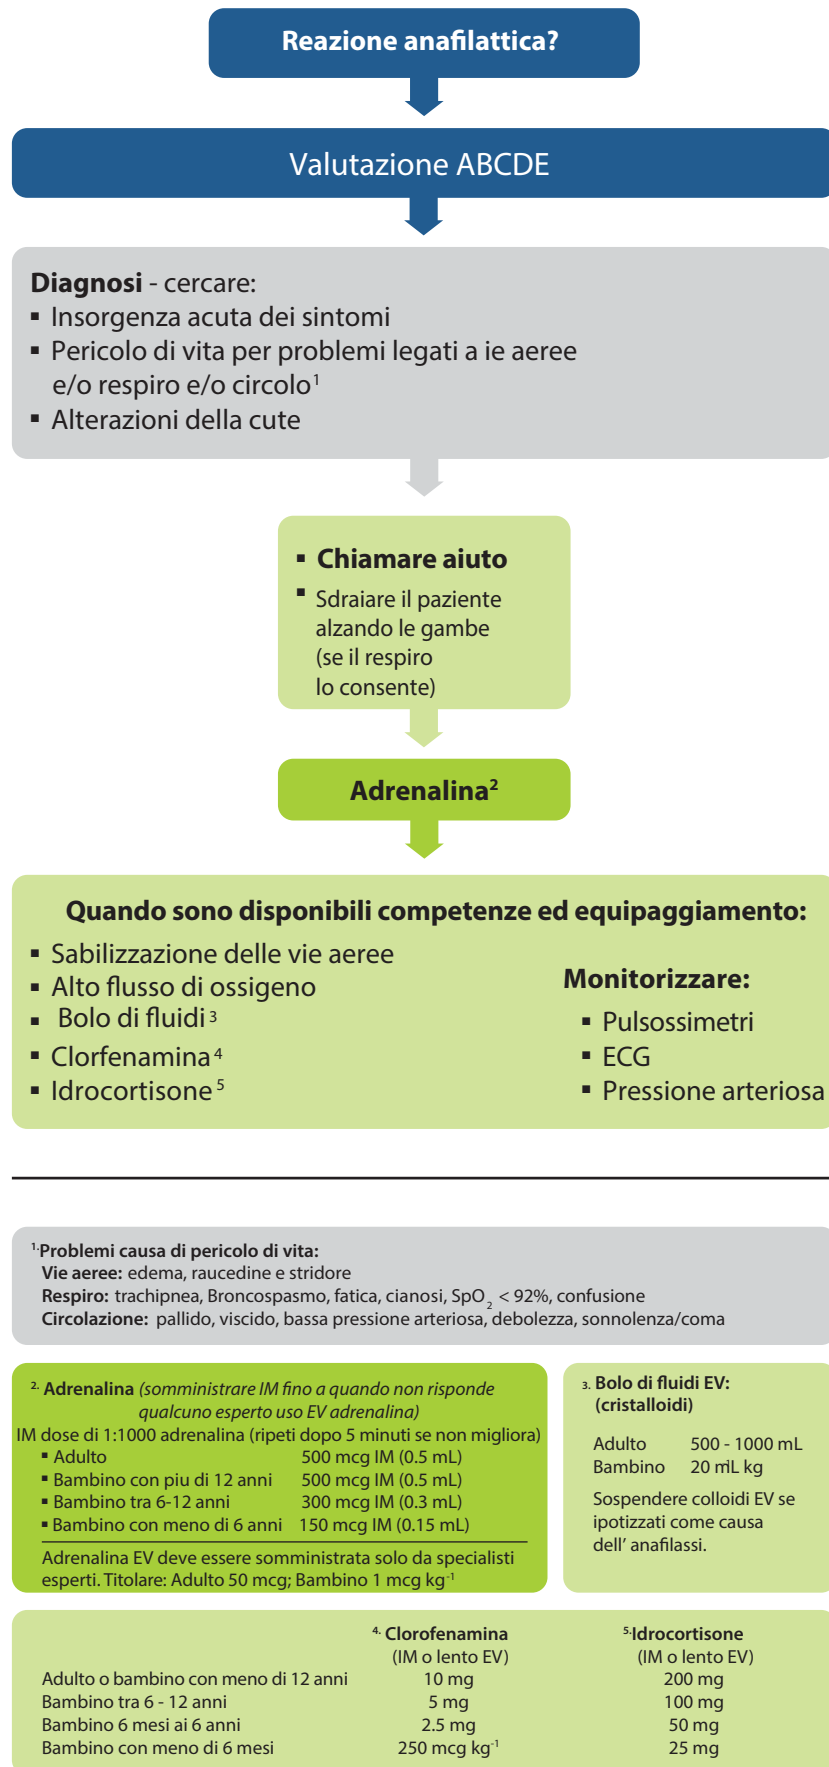 Reazione anafilattica?
Valutazione ABCDE
Diagnosi - cercare:
▪ Insorgenza acuta dei sintomi
▪ Pericolo di vita per problemi legati a ie aeree
e/o respiro e/o circolo¹
▪ Alterazioni della cute
▪ Chiamare aiuto
▪ Sdraiare il paziente
alzando le gambe
(se il respiro
lo consente)
Adrenalina²
Quando sono disponibili competenze ed equipaggiamento:
▪ Sabilizzazione delle vie aeree
▪ Alto flusso di ossigeno
▪ Bolo di fluidi ³
▪ Clorfenamina ⁴
▪ Idrocortisone ⁵
Monitorizzare:
▪ Pulsossimetri
▪ ECG
▪ Pressione arteriosa
¹·Problemi causa di pericolo di vita:
Vie aeree: edema, raucedine e stridore
Respiro: trachipnea, Broncospasmo, fatica, cianosi, SpO₂ < 92%, confusione
Circolazione: pallido, viscido, bassa pressione arteriosa, debolezza, sonnolenza/coma
²· Adrenalina (somministrare IM fino a quando non risponde
qualcuno esperto uso EV adrenalina)
IM dose di 1:1000 adrenalina (ripeti dopo 5 minuti se non migliora)
▪ Adulto 500 mcg IM (0.5 mL)
▪ Bambino con piu di 12 anni 500 mcg IM (0.5 mL)
▪ Bambino tra 6-12 anni 300 mcg IM (0.3 mL)
▪ Bambino con meno di 6 anni 150 mcg IM (0.15 mL)
Adrenalina EV deve essere somministrata solo da specialisti
esperti. Titolare: Adulto 50 mcg; Bambino 1 mcg kg⁻¹
³· Bolo di fluidi EV:
(cristalloidi)
Adulto 500 - 1000 mL
Bambino 20 mL kg
Sospendere colloidi EV se
ipotizzati come causa
dell' anafilassi.
⁴· Clorofenamina ⁵·Idrocortisone
(IM o lento EV) (IM o lento EV)
Adulto o bambino con meno di 12 anni 10 mg 200 mg
Bambino tra 6 - 12 anni 5 mg 100 mg
Bambino 6 mesi ai 6 anni 2.5 mg 50 mg
Bambino con meno di 6 mesi 250 mcg kg⁻¹ 25 mg